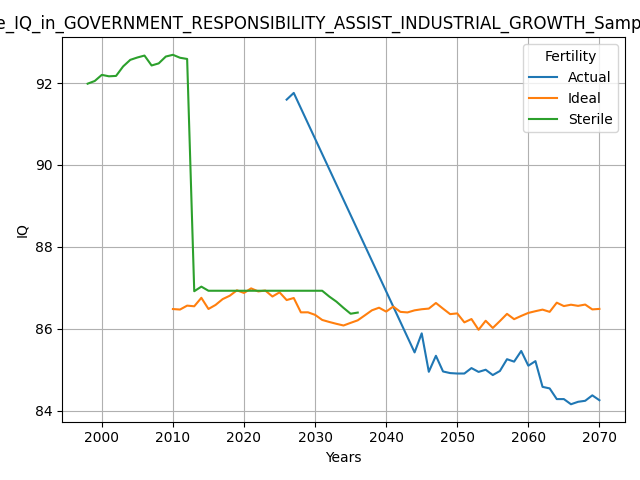 e_IQ_in_GOVERNMENT_RESPONSIBILITY_ASSIST_INDUSTRIAL_GROWTH_Samp
Fertility
Actual
Ideal
Sterile
IQ
92
90
88
86
84
2000 2010 2020 2030 2040 2050 2060 2070
Years